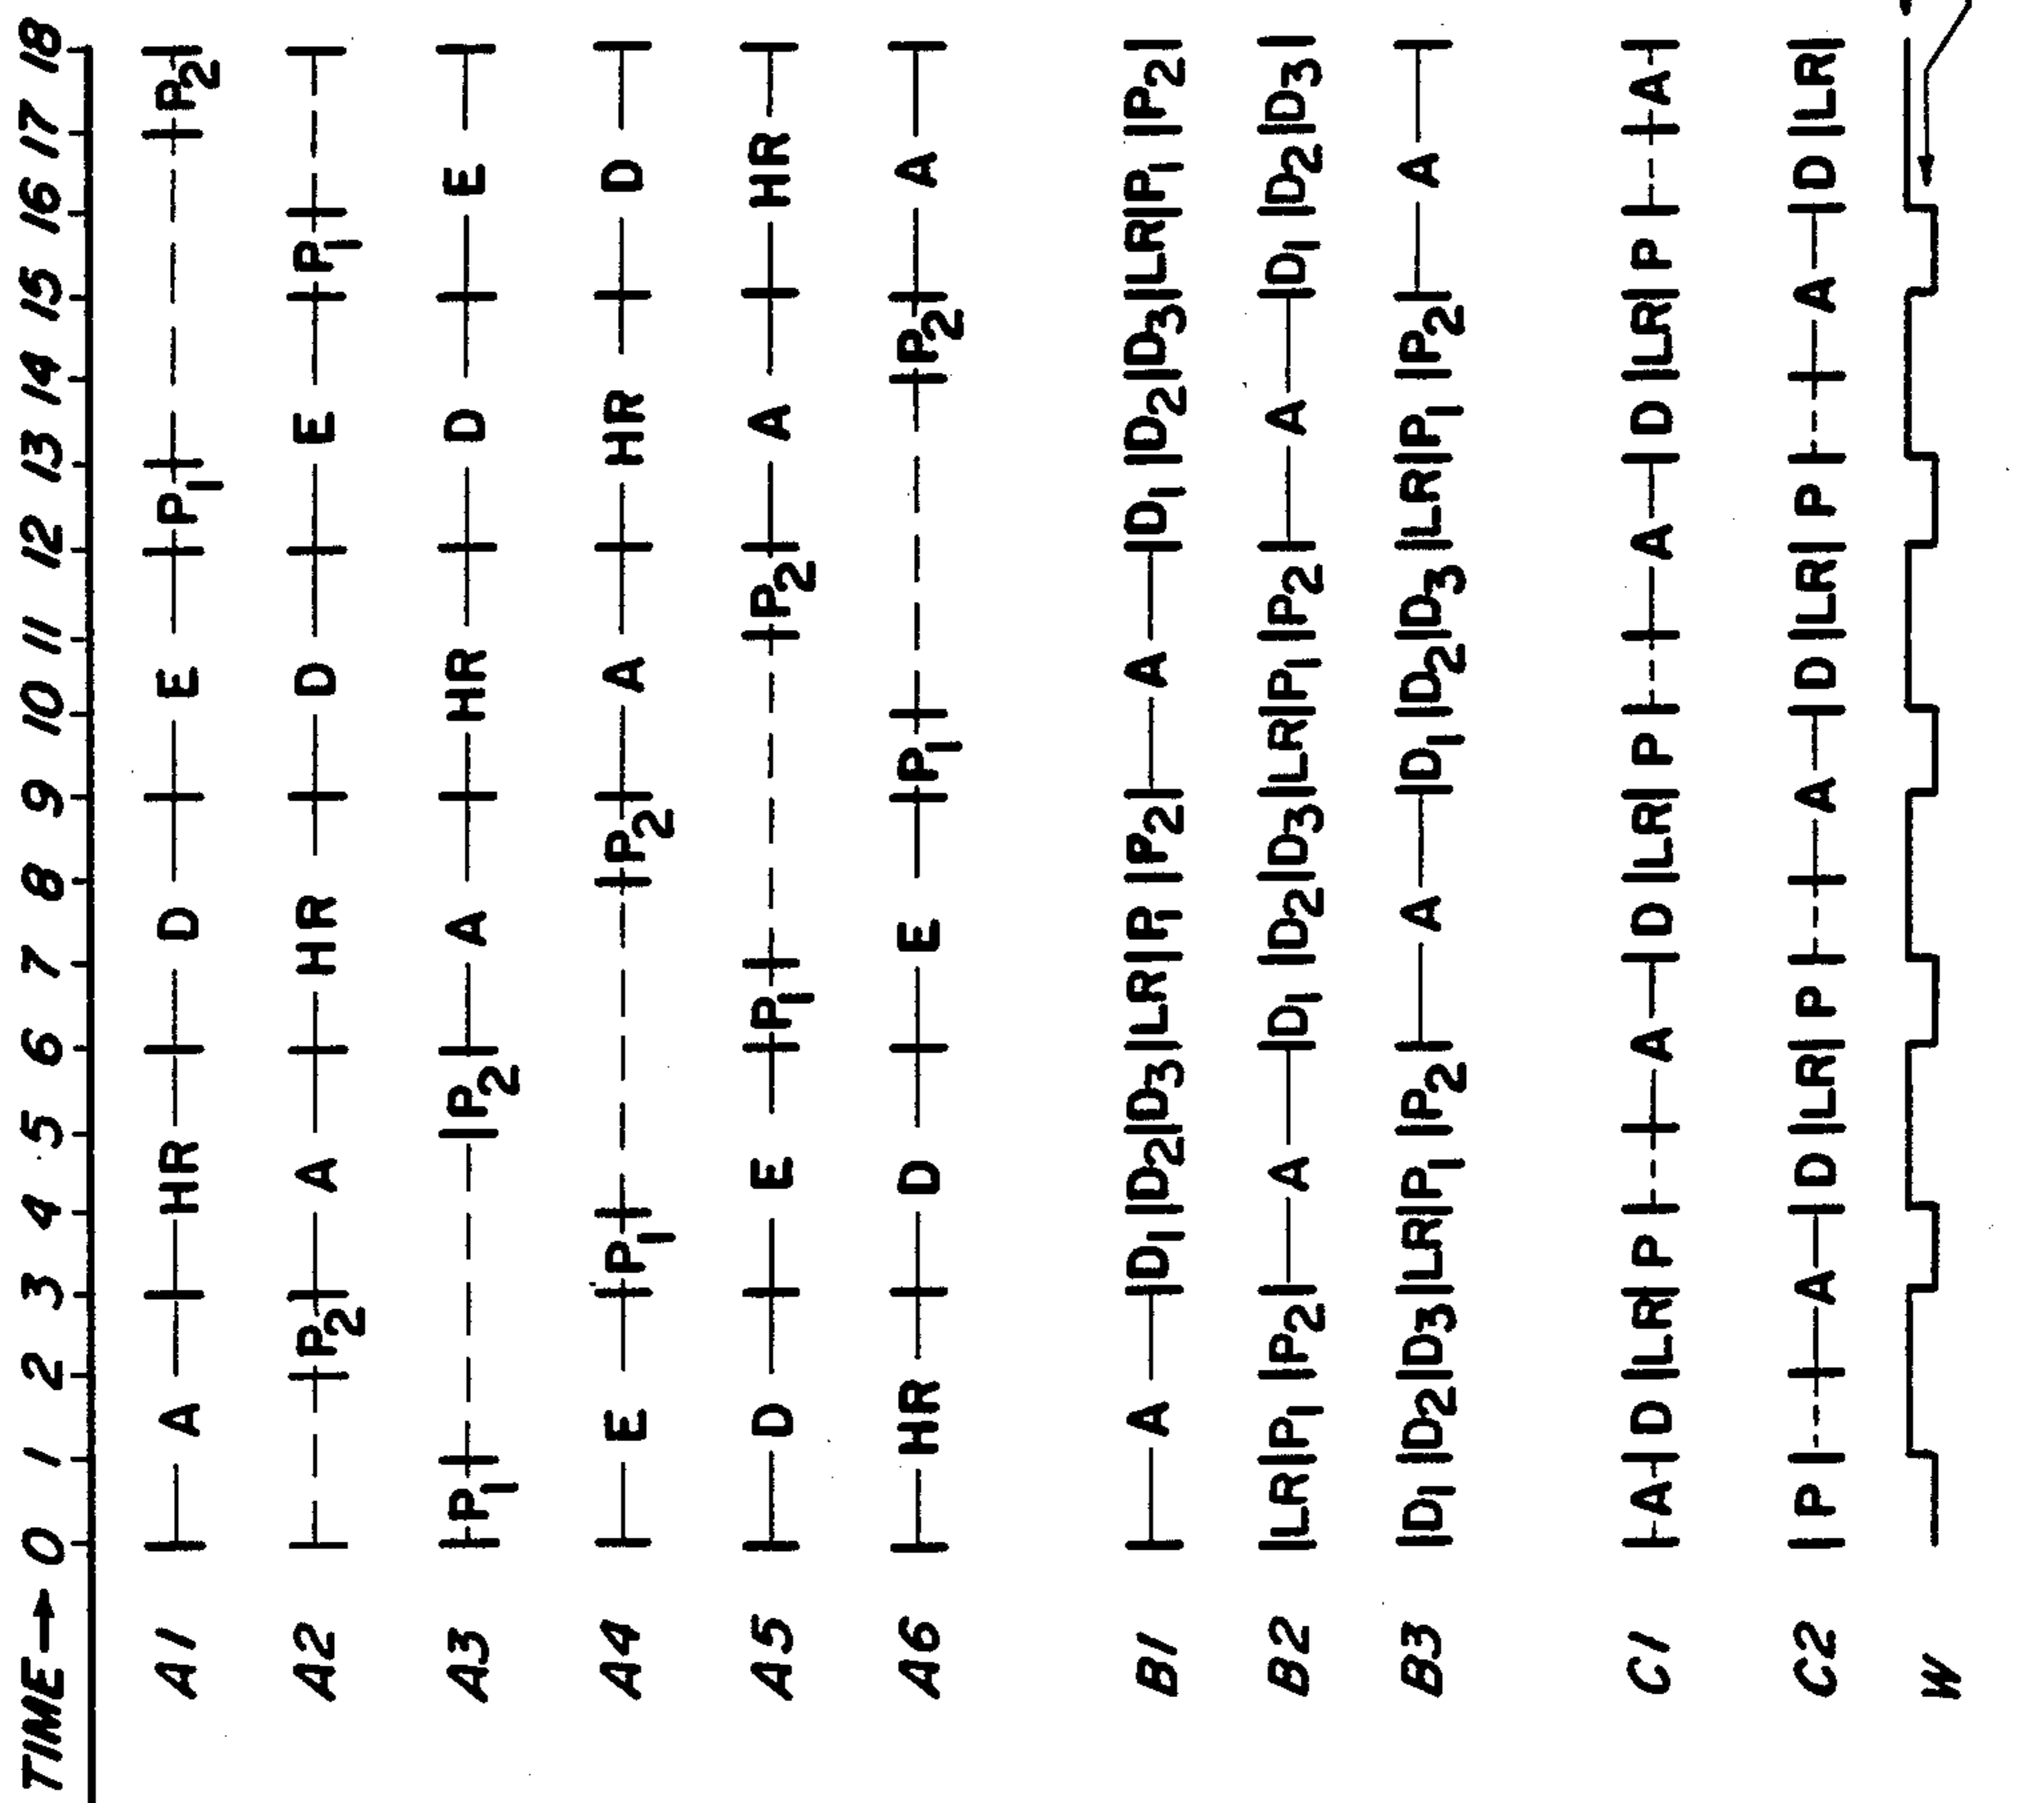 TIME → 0 1 2 3 4 5 6 7 8 9 10 11 12 13 14 15 16 17 18
A1 A HR D E P1 P2
A2 P2 A HR D E P1
A3 P1 P2 A HR D E
A4 E P1 P2 A HR D
A5 D E P1 P2 A HR
A6 HR D E P1 P2 A
B1 A D1 D2 D3 LR P1 P2 A D1 D2 D3 LR P1 P2
B2 LR P1 P2 A D1 D2 D3 LR P1 P2 A D1 D2 D3
B3 D1 D2 D3 LR P1 P2 A D1 D2 D3 LR P1 P2 A
C1 A D LR P A D LR P A D LR P A
C2 P A D LR P A D LR P A D LR
W